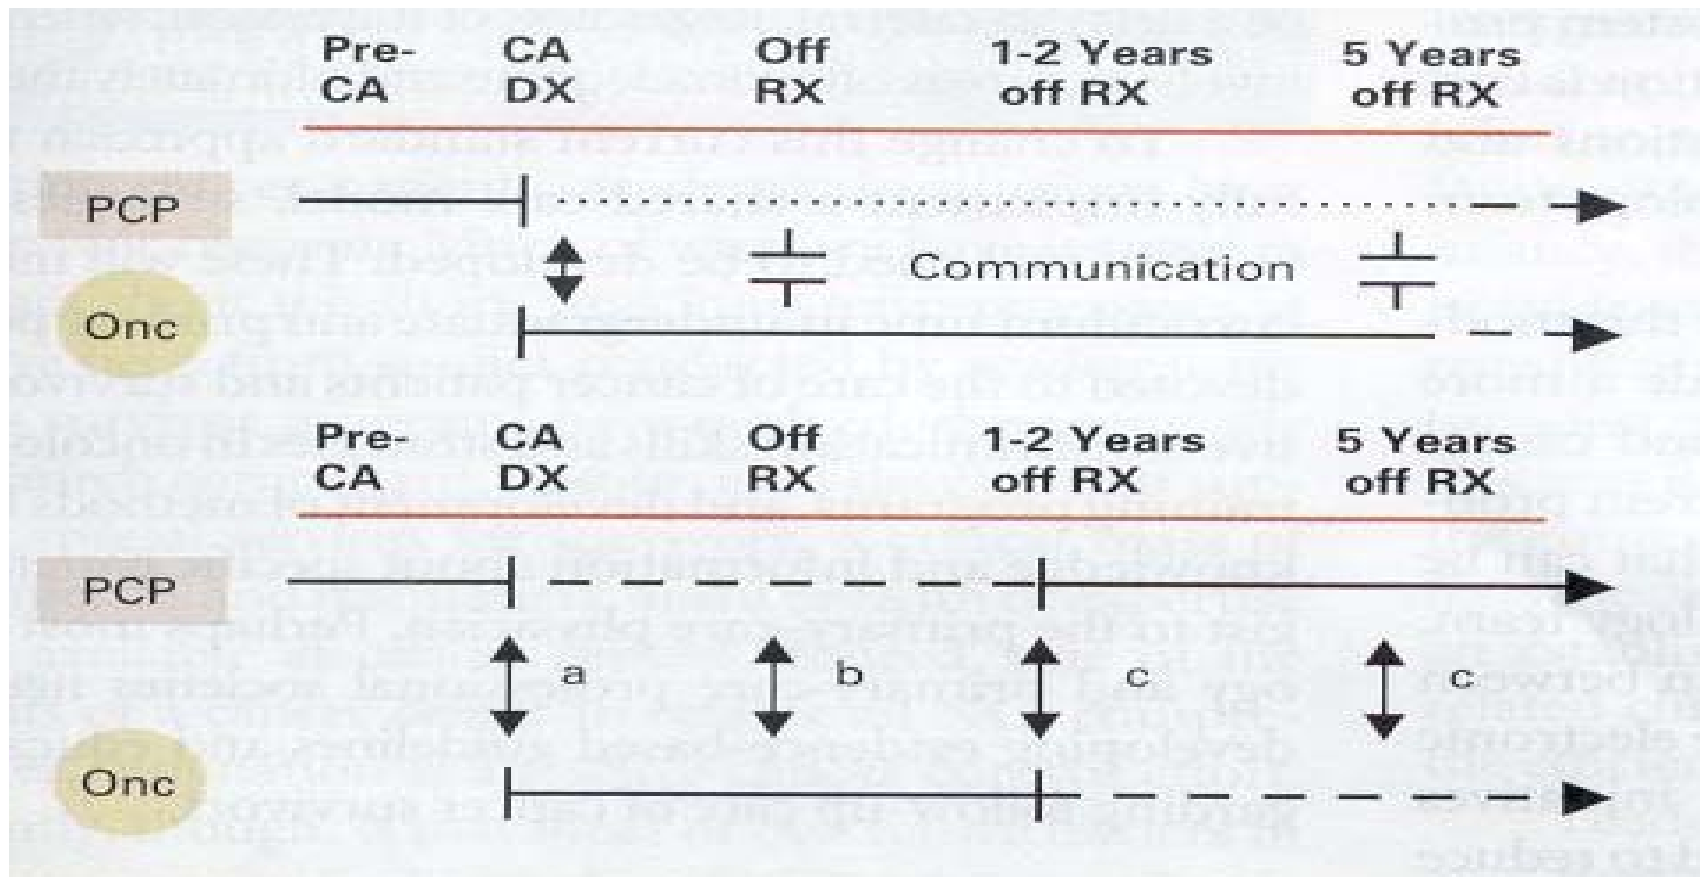 Pre- CA Off 1-2 Years 5 Years
CA DX RX off RX off RX
PCP
Communication
Onc
Pre- CA Off 1-2 Years 5 Years
CA DX RX off RX off RX
PCP
a b c c
Onc